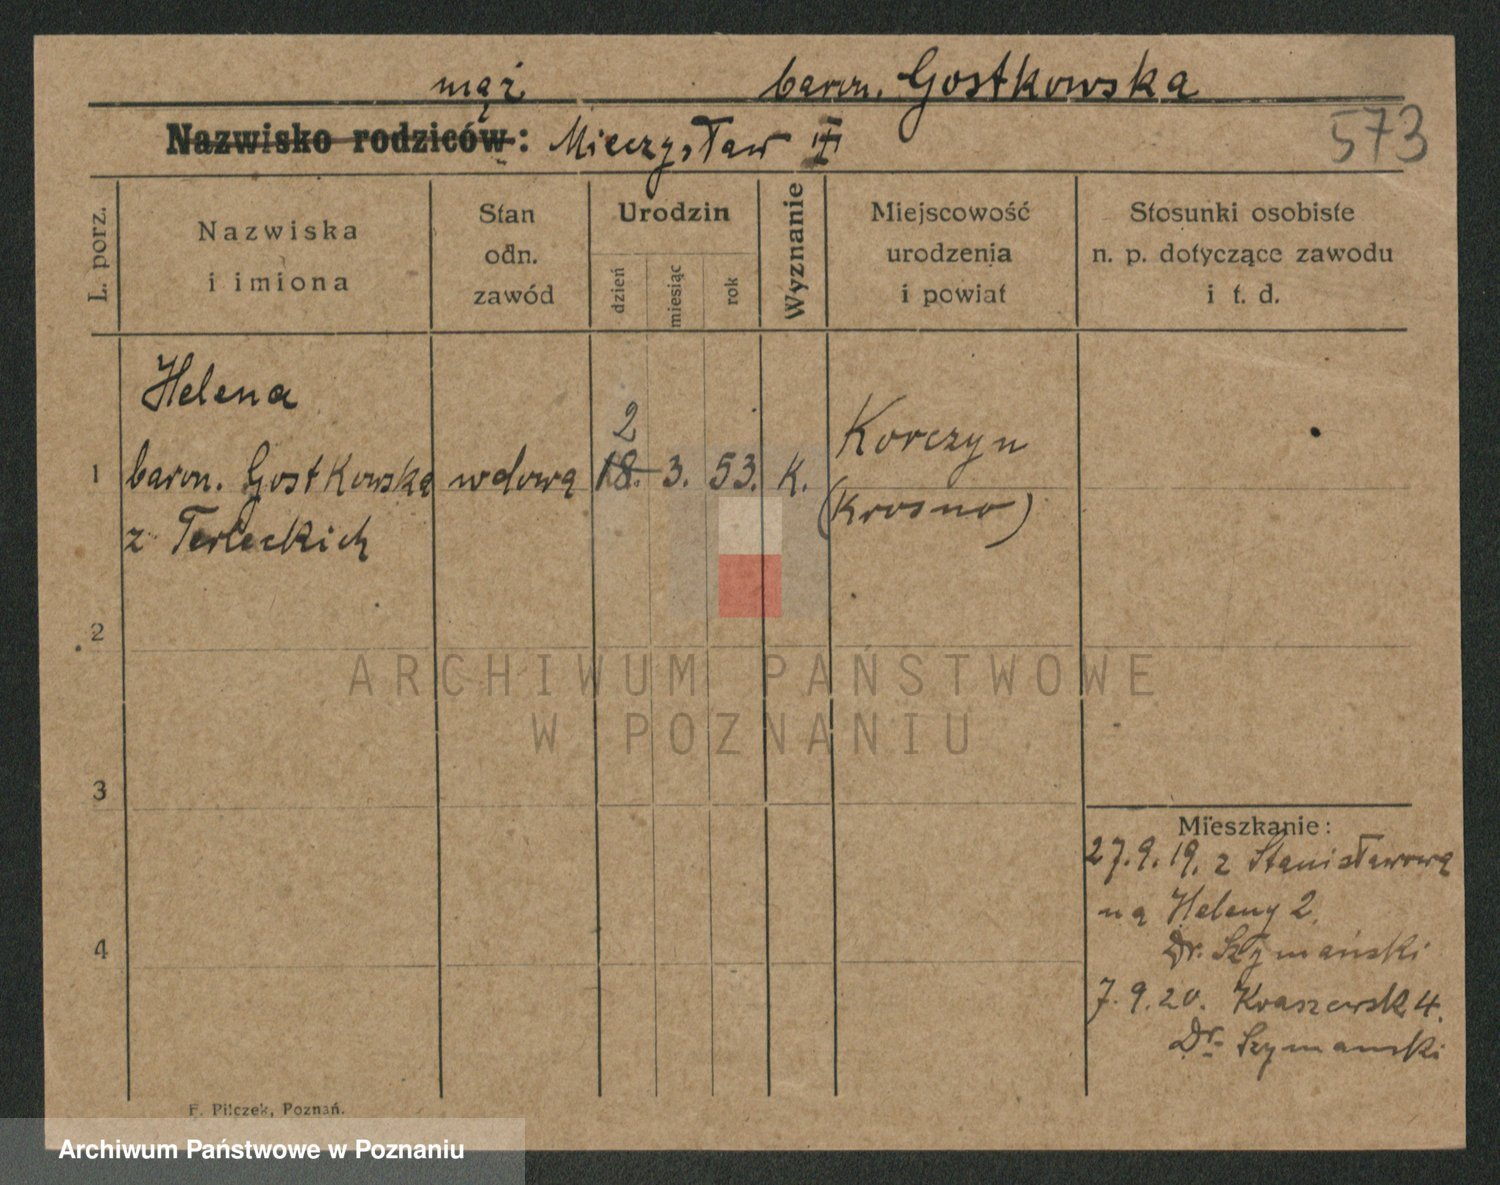 mąż baron. Gostkowska
Nazwisko rodziców: Mieczysław
573
L. porz.
Nazwiska
i imiona
Stan
odn.
zawód
Urodzin
dzień
miesiąc
rok
Wyznanie
Miejscowość
urodzenia
i powiat
Stosunki osobiste
n. p. dotyczące zawodu
i t. d.
Helena
1 baron. Gostkowska wdowa 18. 2 3. 53. k. Korczyn
z Terleckich (Krosno)
2
3
4
Mieszkanie:
27.9.19. z Stanisławowa
na Heleny 2.
Dr. Szymański
7.9.20. Kraszewsk. 4.
Dr. Szymanski
F. Pilczek, Poznań.
ARCHIWUM PAŃSTWOWE
W POZNANIU
Archiwum Państwowe w Poznaniu